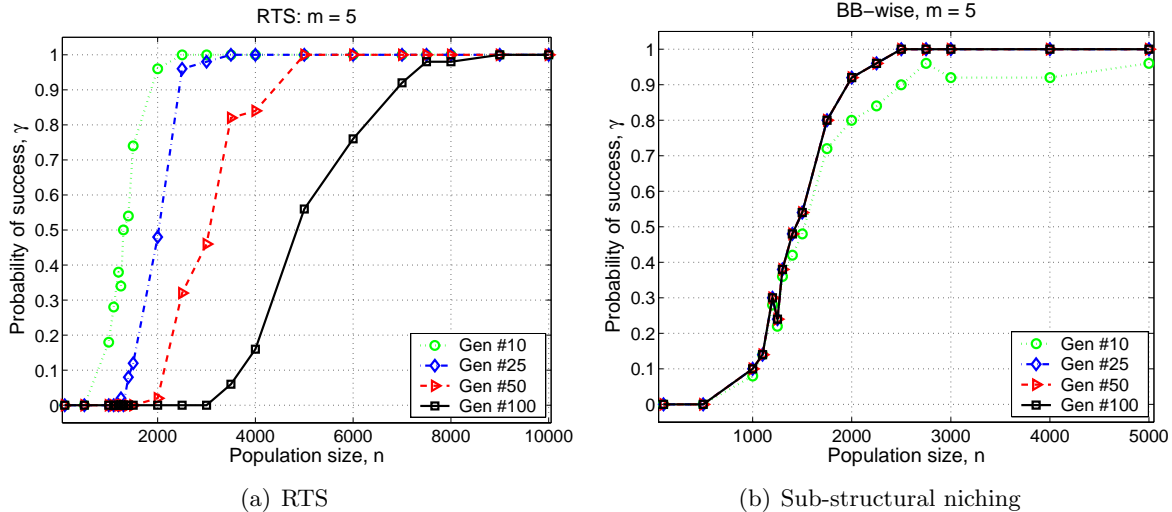 RTS: m = 5
Probability of success, γ
1
0.9
0.8
0.7
0.6
0.5
0.4
0.3
0.2
0.1
0
2000 4000 6000 8000 10000
Population size, n
Gen #10
Gen #25
Gen #50
Gen #100
(a) RTS
BB−wise, m = 5
Probability of success, γ
1
0.9
0.8
0.7
0.6
0.5
0.4
0.3
0.2
0.1
0
1000 2000 3000 4000 5000
Population size, n
Gen #10
Gen #25
Gen #50
Gen #100
(b) Sub-structural niching